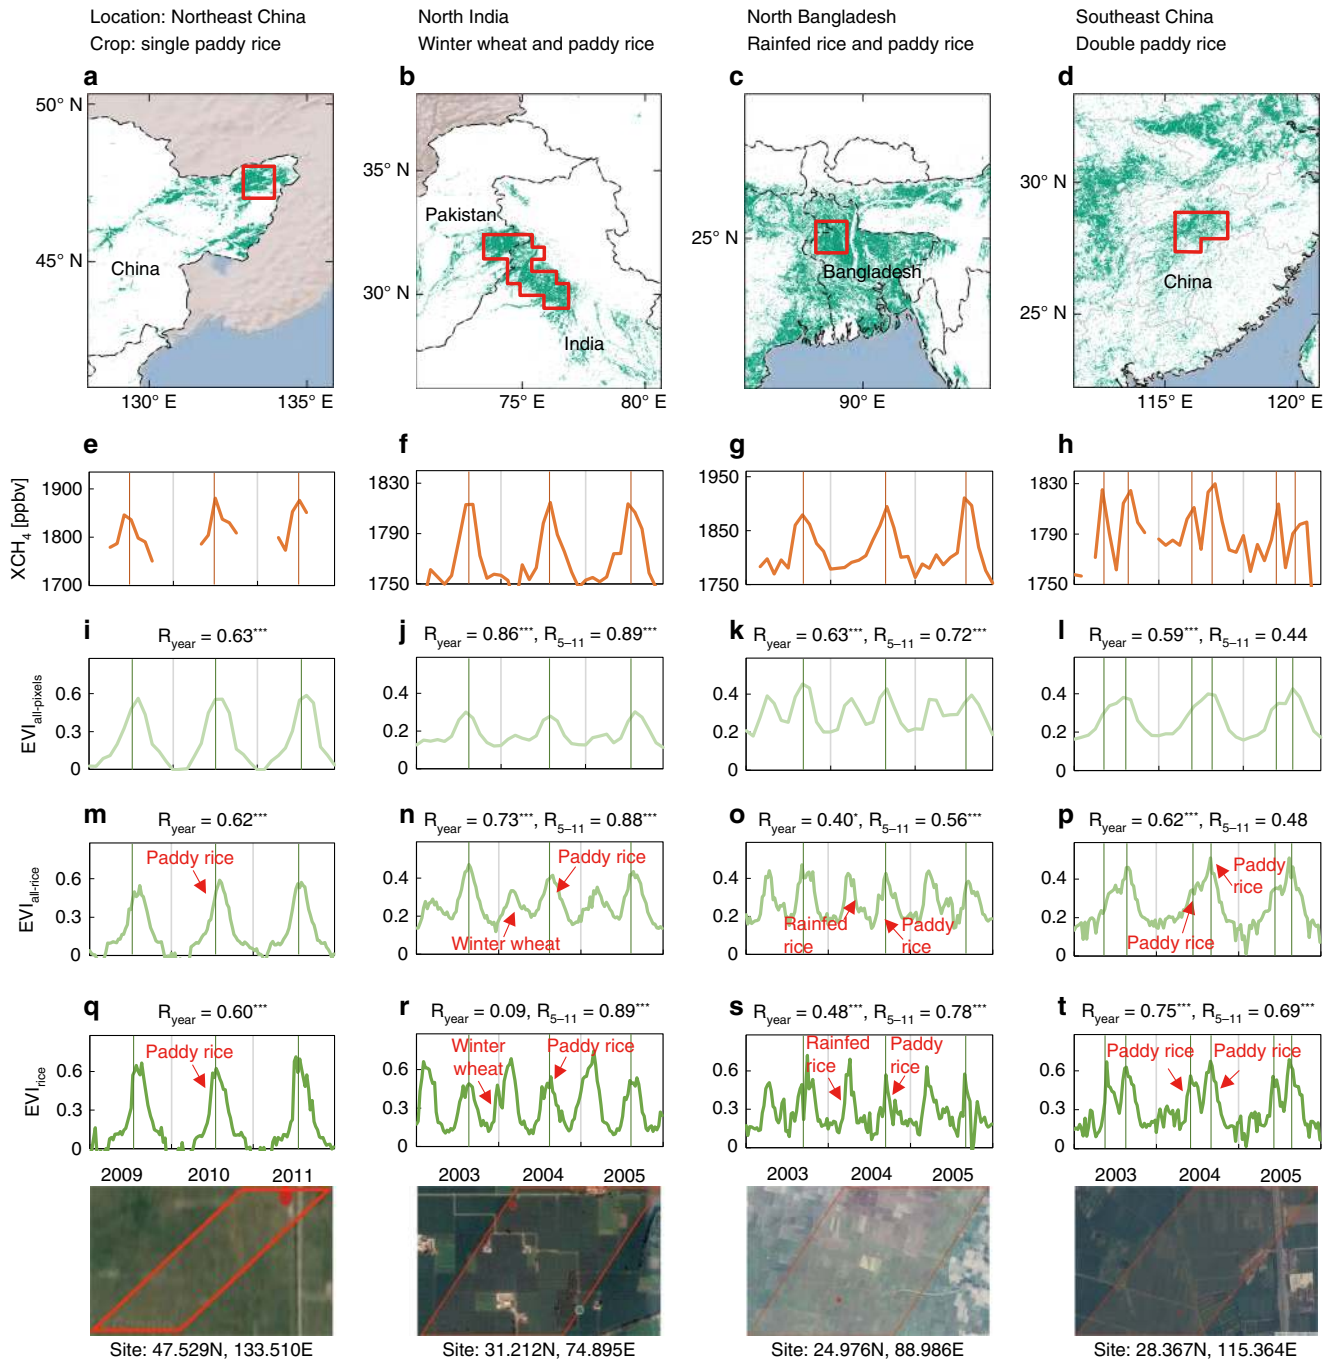 Location: Northeast China
Crop: single paddy rice
North India
Winter wheat and paddy rice
North Bangladesh
Rainfed rice and paddy rice
Southeast China
Double paddy rice
a
50° N
45° N
China
130° E
135° E
b
35° N
30° N
Pakistan
India
75° E
80° E
c
25° N
Bangladesh
90° E
d
30° N
25° N
China
115° E
120° E
e
XCH4 [ppbv]
1900
1800
1700
f
1830
1790
1750
g
1950
1850
1750
h
1830
1790
1750
i
Ryear = 0.63***
EVIall-pixels
0.6
0.3
0
j
Ryear = 0.86***, R5–11 = 0.89***
0.4
0.2
0
k
Ryear = 0.63***, R5–11 = 0.72***
0.4
0.2
0
l
Ryear = 0.59***, R5–11 = 0.44
0.4
0.2
0
m
Ryear = 0.62***
EVIall-rice
0.6
0.3
0
Paddy rice
n
Ryear = 0.73***, R5–11 = 0.88***
0.4
0.2
0
Paddy rice
Winter wheat
o
Ryear = 0.40*, R5–11 = 0.56***
0.4
0.2
0
Rainfed
rice
Paddy
rice
p
Ryear = 0.62***, R5–11 = 0.48
0.4
0.2
0
Paddy
rice
Paddy rice
q
Ryear = 0.60***
EVIrice
0.6
0.3
0
Paddy rice
2009
2010
2011
r
Ryear = 0.09, R5–11 = 0.89***
0.6
0.3
0
Winter
wheat
Paddy rice
2003
2004
2005
s
Ryear = 0.48***, R5–11 = 0.78***
0.6
0.3
0
Rainfed
rice
Paddy
rice
2003
2004
2005
t
Ryear = 0.75***, R5–11 = 0.69***
0.6
0.3
0
Paddy rice
Paddy rice
2003
2004
2005
Site: 47.529N, 133.510E
Site: 31.212N, 74.895E
Site: 24.976N, 88.986E
Site: 28.367N, 115.364E